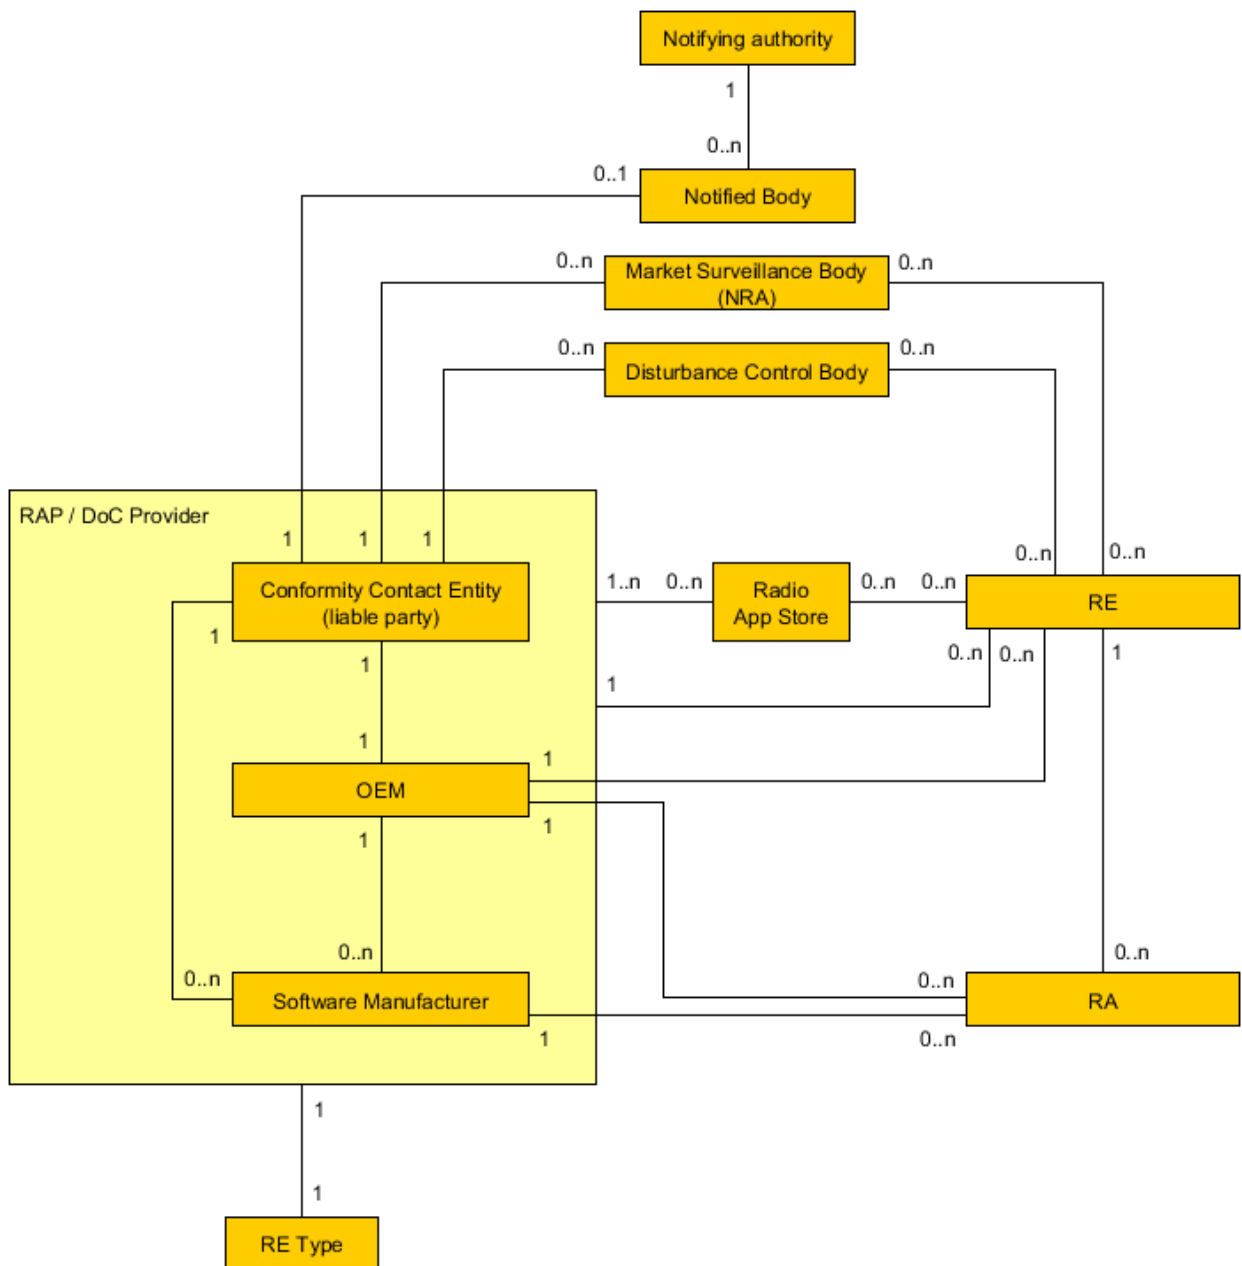 Notifying authority
1
0..n
0..1
Notified Body
0..n
Market Surveillance Body
(NRA)
0..n
0..n
Disturbance Control Body
0..n
RAP / DoC Provider
1
1
1
0..n
0..n
Conformity Contact Entity
(liable party)
1..n
0..n
Radio
App Store
0..n
0..n
RE
1
1
0..n
0..n
1
1
1
1
OEM
1
1
0..n
0..n
0..n
0..n
Software Manufacturer
RA
1
0..n
1
1
RE Type